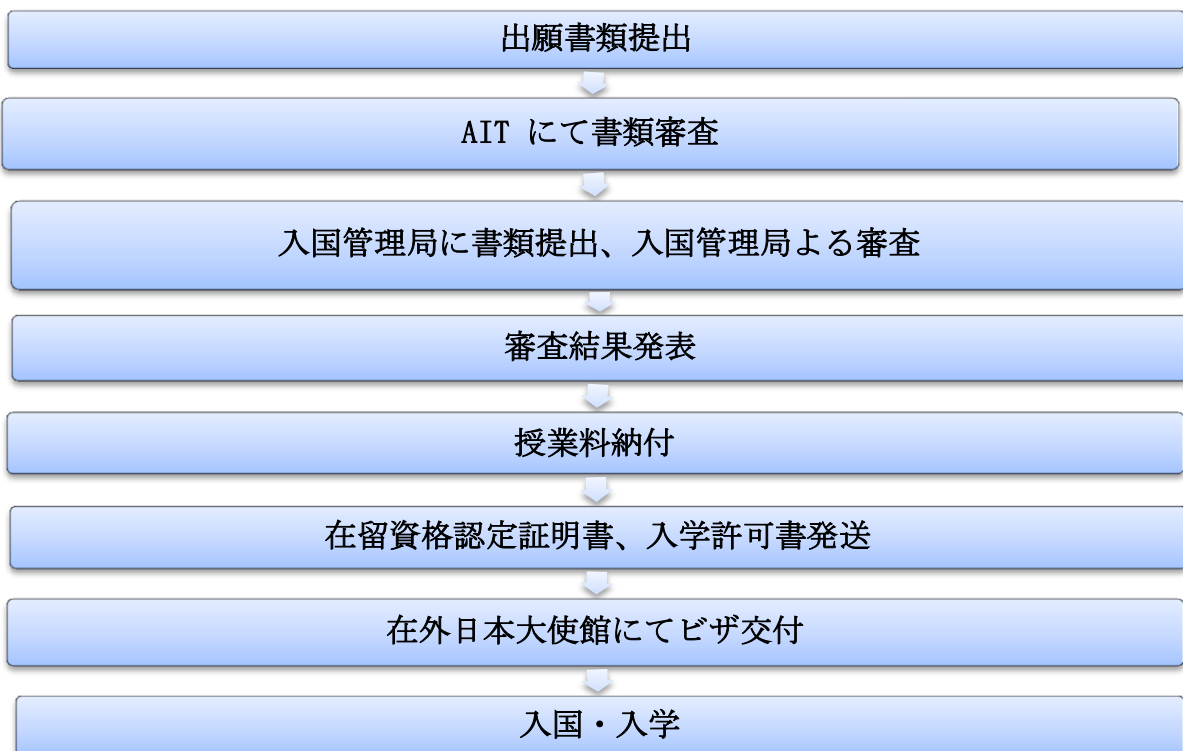 出願書類提出
AIT にて書類審査
入国管理局に書類提出、入国管理局よる審査
審査結果発表
授業料納付
在留資格認定証明書、入学許可書発送
在外日本大使館にてビザ交付
入国・入学